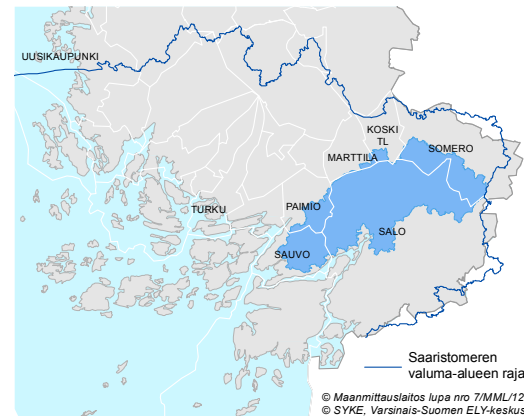 UUSIKAUPUNKI
KOSKI
TL
SOMERO
MARTTILA
PAIMIO
TURKU
SALO
SAUVO
Saaristomeren
valuma-alueen raja
© Maanmittauslaitos lupa nro 7/MML/12
© SYKE, Varsinais-Suomen ELY-keskus